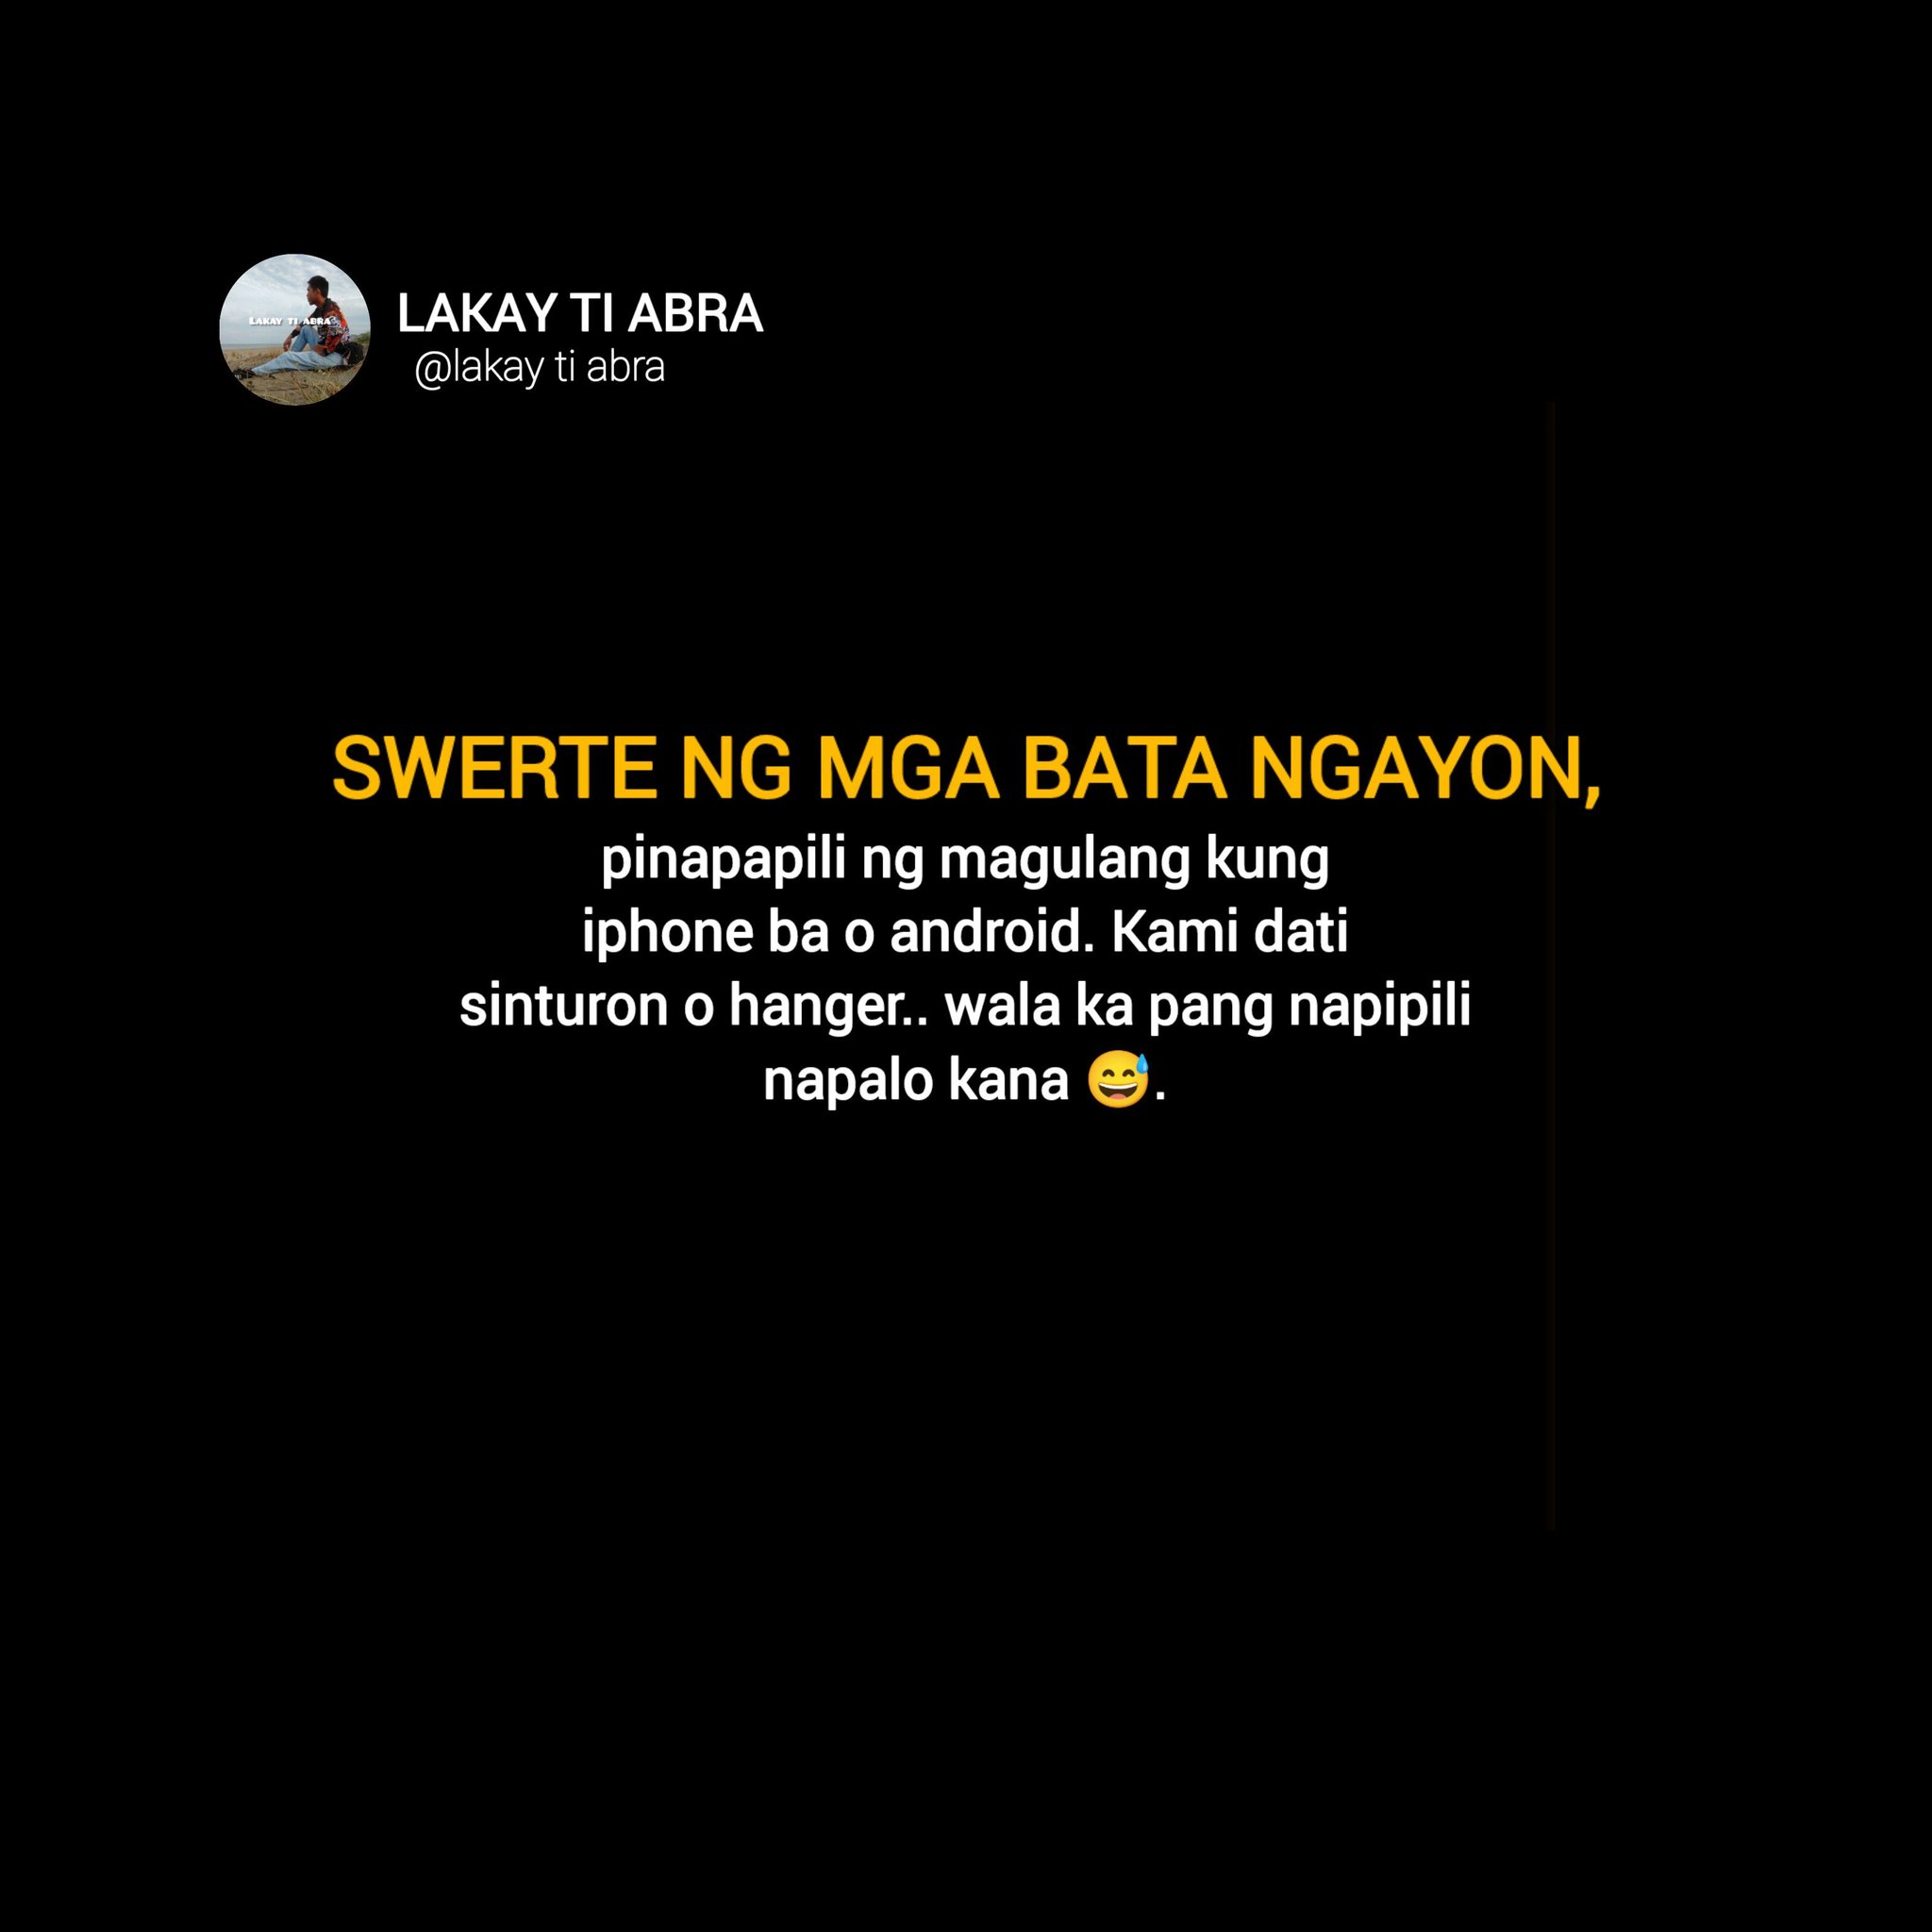 LAKAY TI ABRA
LAKAY TI ABRA
@lakay ti abra
SWERTE NG MGA BATA NGAYON,
pinapapili ng magulang kung
iphone ba o android. Kami dati
sinturon o hanger.. wala ka pang napipili
napalo kana 😅.